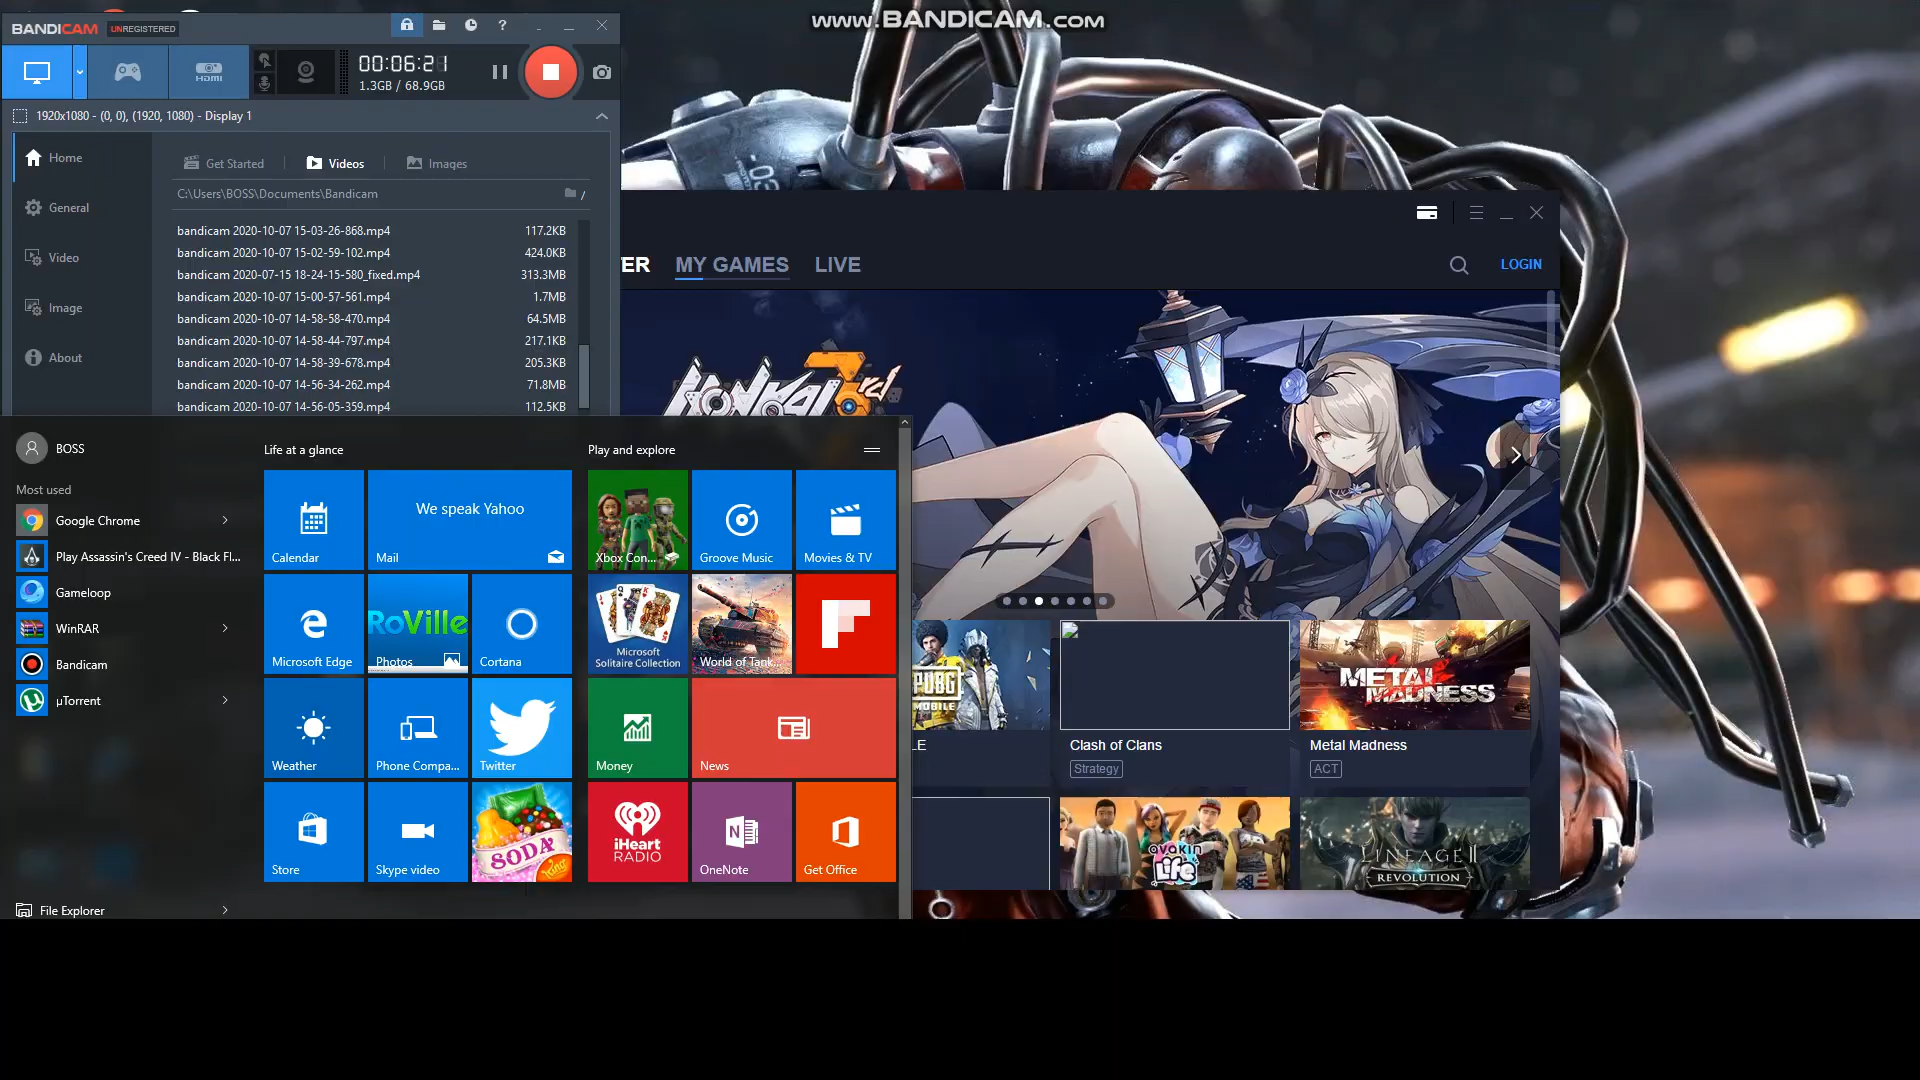 www.BANDICAM.com
BANDICAM UNREGISTERED
?
HDMI
00:06:21
1.3GB / 68.9GB
1920x1080 - (0, 0), (1920, 1080) - Display 1
Home
General
Video
Image
About
Get Started
Videos
Images
C:\Users\BOSS\Documents\Bandicam
/
bandicam 2020-10-07 15-03-26-868.mp4 117.2KB
bandicam 2020-10-07 15-02-59-102.mp4 424.0KB
bandicam 2020-07-15 18-24-15-580_fixed.mp4 313.3MB
bandicam 2020-10-07 15-00-57-561.mp4 1.7MB
bandicam 2020-10-07 14-58-58-470.mp4 64.5MB
bandicam 2020-10-07 14-58-44-797.mp4 217.1KB
bandicam 2020-10-07 14-58-39-678.mp4 205.3KB
bandicam 2020-10-07 14-56-34-262.mp4 71.8MB
bandicam 2020-10-07 14-56-05-359.mp4 112.5KB
03
ER MY GAMES LIVE
LOGIN
HONKAI 3rd
BOSS
Most used
Google Chrome
Play Assassin's Creed IV - Black Fl...
Gameloop
WinRAR
Bandicam
µTorrent
File Explorer
Life at a glance
Calendar
We speak Yahoo
Mail
Microsoft Edge
RoVille
Photos
Cortana
Weather
Phone Compa...
Twitter
Store
Skype video
SODA
King
Play and explore
Xbox Con...
Groove Music
Movies & TV
Microsoft
Solitaire Collection
World of Tank...
Money
News
iHeart
RADIO
N
OneNote
Get Office
PUBG
MOBILE
LE
Clash of Clans
Strategy
METAL
MADNESS
Metal Madness
ACT
avakin
Life
LINEAGE II
REVOLUTION